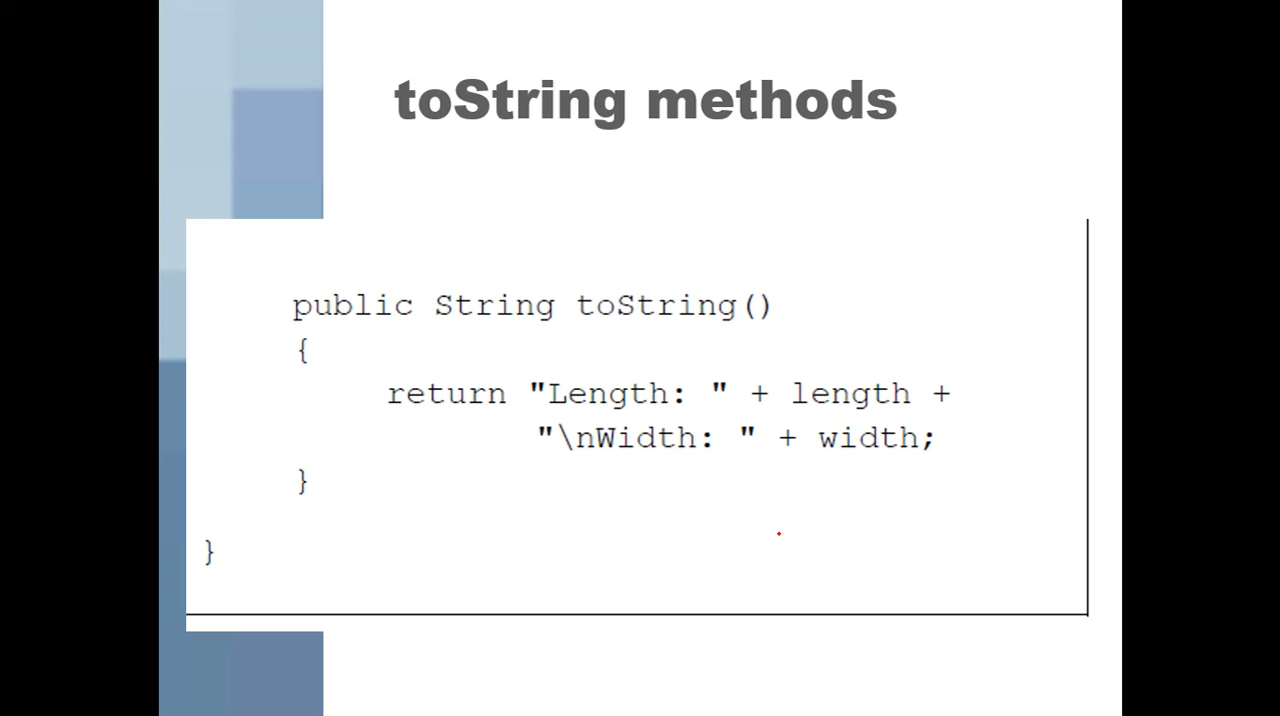 toString methods
public String toString()
{
return "Length: " + length +
"\nWidth: " + width;
}
}